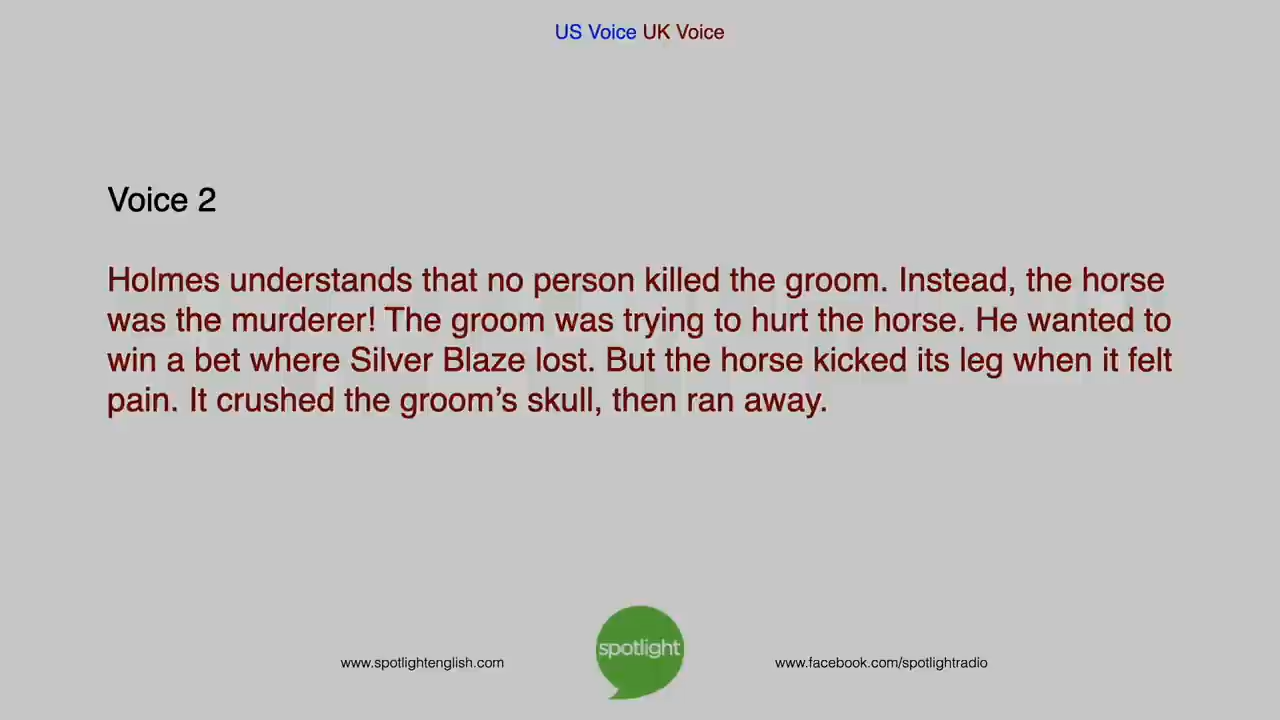 US Voice UK Voice
Voice 2
Holmes understands that no person killed the groom. Instead, the horse
was the murderer! The groom was trying to hurt the horse. He wanted to
win a bet where Silver Blaze lost. But the horse kicked its leg when it felt
pain. It crushed the groom’s skull, then ran away.
spotlight
www.spotlightenglish.com
www.facebook.com/spotlightradio